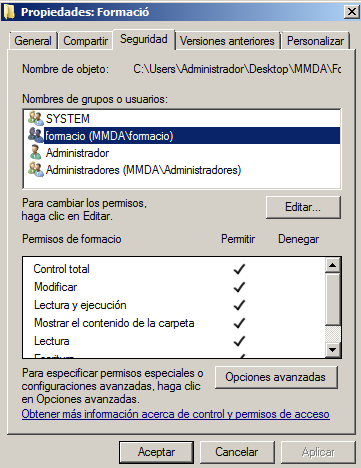 Propiedades: Formació
General
Compartir
Seguridad
Versiones anteriores
Personalizar
Nombre de objeto: C:\Users\Administrador\Desktop\MMDA\Fo
Nombres de grupos o usuarios:
SYSTEM
formacio (MMDA\formacio)
Administrador
Administradores (MMDA\Administradores)
Para cambiar los permisos,
haga clic en Editar.
Editar...
Permisos de formacio Permitir Denegar
Control total
Modificar
Lectura y ejecución
Mostrar el contenido de la carpeta
Lectura
Escritura
Para especificar permisos especiales o
configuraciones avanzadas, haga clic
en Opciones avanzadas.
Opciones avanzadas
Obtener más información acerca de control y permisos de acceso
Aceptar
Cancelar
Aplicar